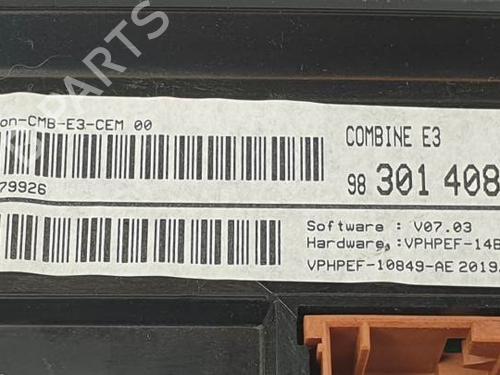 on-CMB-E3-CEM 00
COMBINE E3
79926
98 301 408
Software : V07.03
Hardware :VPHPEF-14B
VPHPEF-10849-AE 2019
B-PARTS